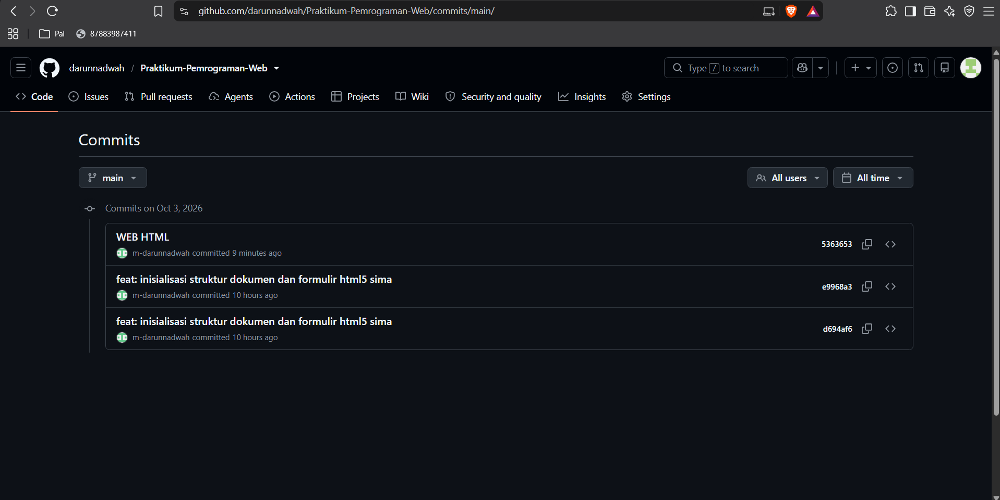 github.com/darunnadwah/Praktikum-Pemrograman-Web/commits/main/
Pal 87883987411
darunnadwah / Praktikum-Pemrograman-Web
Type / to search
Code Issues Pull requests Agents Actions Projects Wiki Security and quality Insights Settings
Commits
main All users All time
Commits on Oct 3, 2026
WEB HTML
m-darunnadwah committed 9 minutes ago
5363653
feat: inisialisasi struktur dokumen dan formulir html5 sima
m-darunnadwah committed 10 hours ago
e9968a3
feat: inisialisasi struktur dokumen dan formulir html5 sima
m-darunnadwah committed 10 hours ago
d694af6